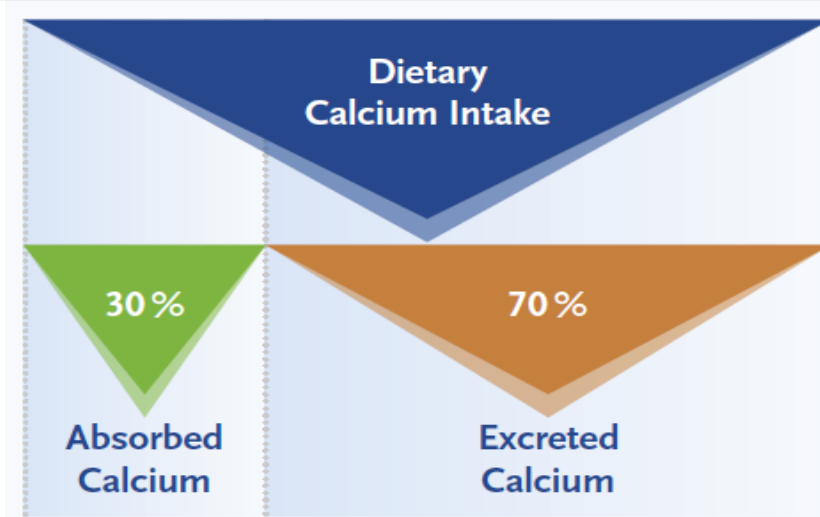 Dietary
Calcium Intake
30 %
70 %
Absorbed
Calcium
Excreted
Calcium